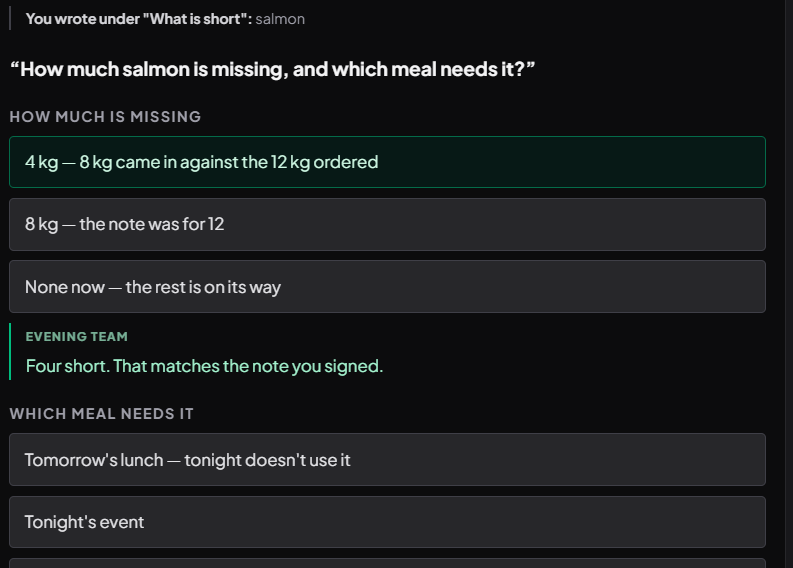 You wrote under "What is short": salmon
“How much salmon is missing, and which meal needs it?”
HOW MUCH IS MISSING
4 kg — 8 kg came in against the 12 kg ordered
8 kg — the note was for 12
None now — the rest is on its way
EVENING TEAM
Four short. That matches the note you signed.
WHICH MEAL NEEDS IT
Tomorrow's lunch — tonight doesn't use it
Tonight's event